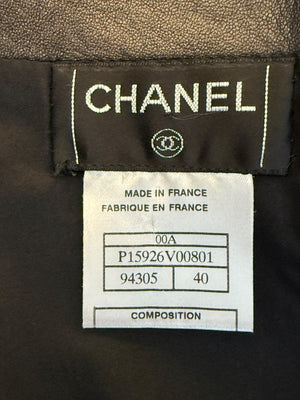 CHANEL
MADE IN FRANCE
FABRIQUE EN FRANCE
00A
P15926V00801
94305 40
COMPOSITION